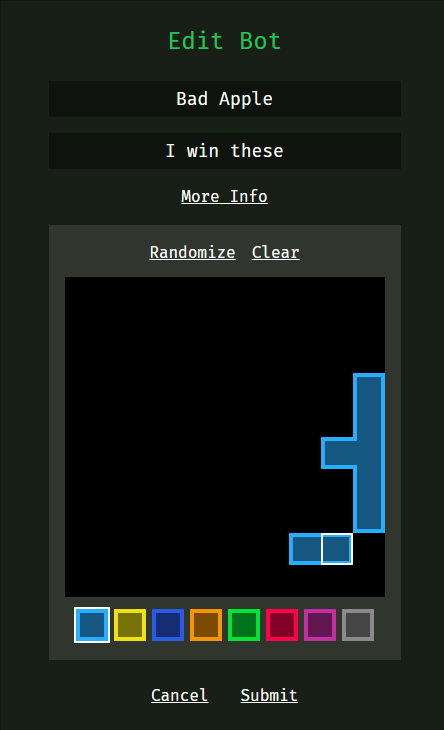 Edit Bot
Bad Apple
I win these
More Info
Randomize Clear
Cancel Submit